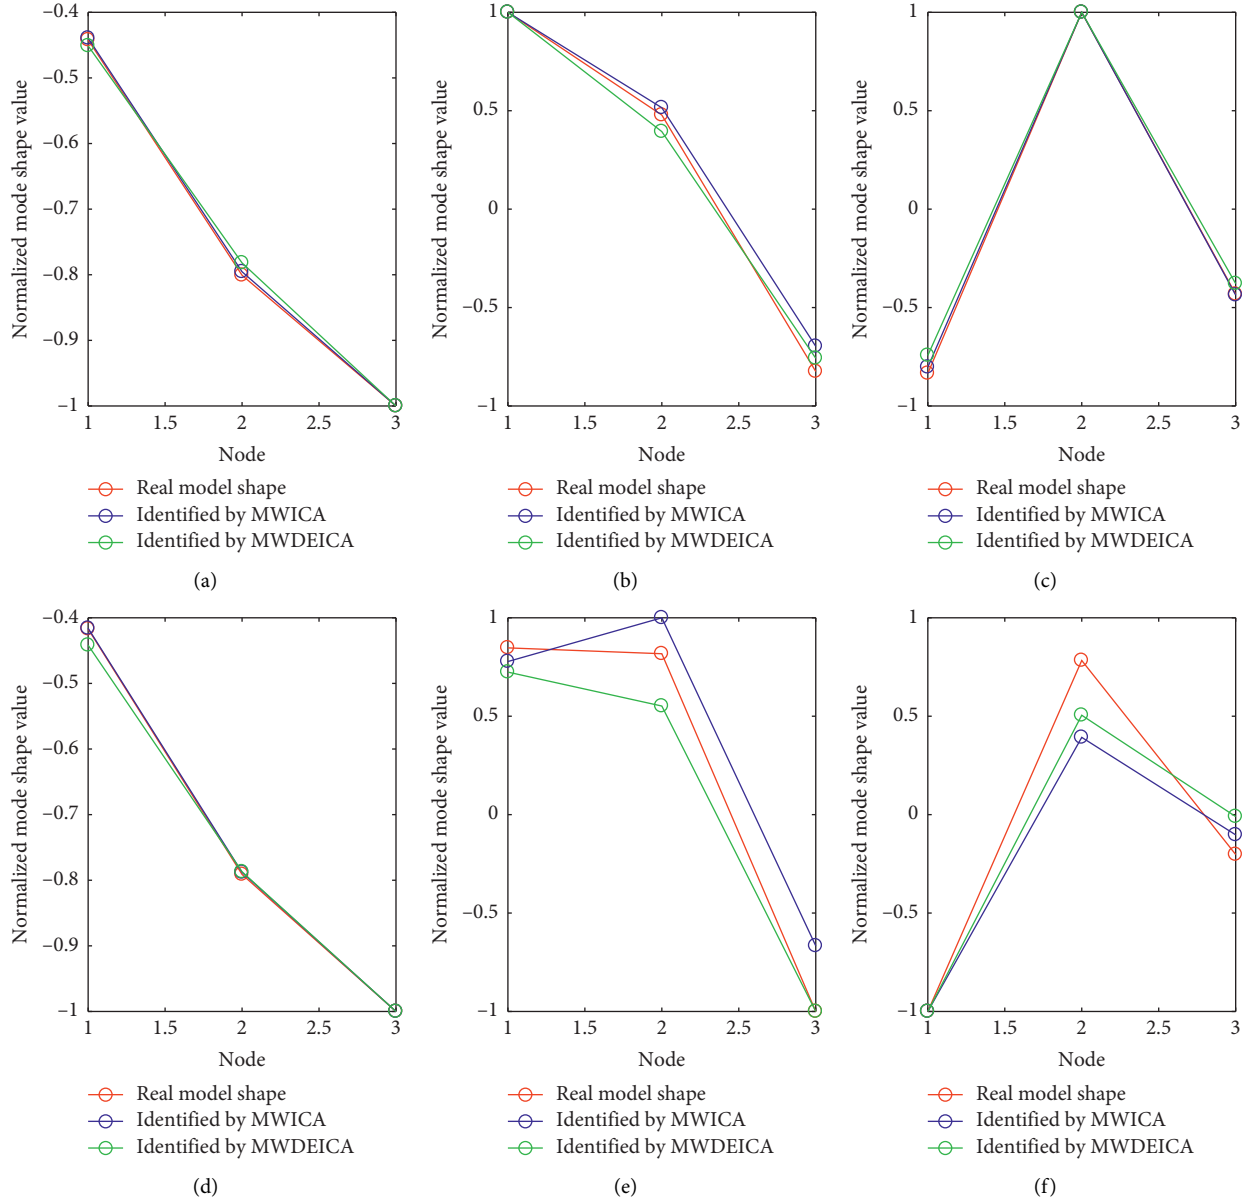 Normalized mode shape value
–0.4
–0.5
–0.6
–0.7
–0.8
–0.9
–1
1 1.5 2 2.5 3
Node
Real model shape
Identified by MWICA
Identified by MWDEICA
(a)
Normalized mode shape value
1
0.5
0
–0.5
–1
1 1.5 2 2.5 3
Node
Real model shape
Identified by MWICA
Identified by MWDEICA
(b)
Normalized mode shape value
1
0.5
0
–0.5
–1
1 1.5 2 2.5 3
Node
Real model shape
Identified by MWICA
Identified by MWDEICA
(c)
Normalized mode shape value
–0.4
–0.5
–0.6
–0.7
–0.8
–0.9
–1
1 1.5 2 2.5 3
Node
Real model shape
Identified by MWICA
Identified by MWDEICA
(d)
Normalized mode shape value
1
0.5
0
–0.5
–1
1 1.5 2 2.5 3
Node
Real model shape
Identified by MWICA
Identified by MWDEICA
(e)
Normalized mode shape value
1
0.5
0
–0.5
–1
1 1.5 2 2.5 3
Node
Real model shape
Identified by MWICA
Identified by MWDEICA
(f)